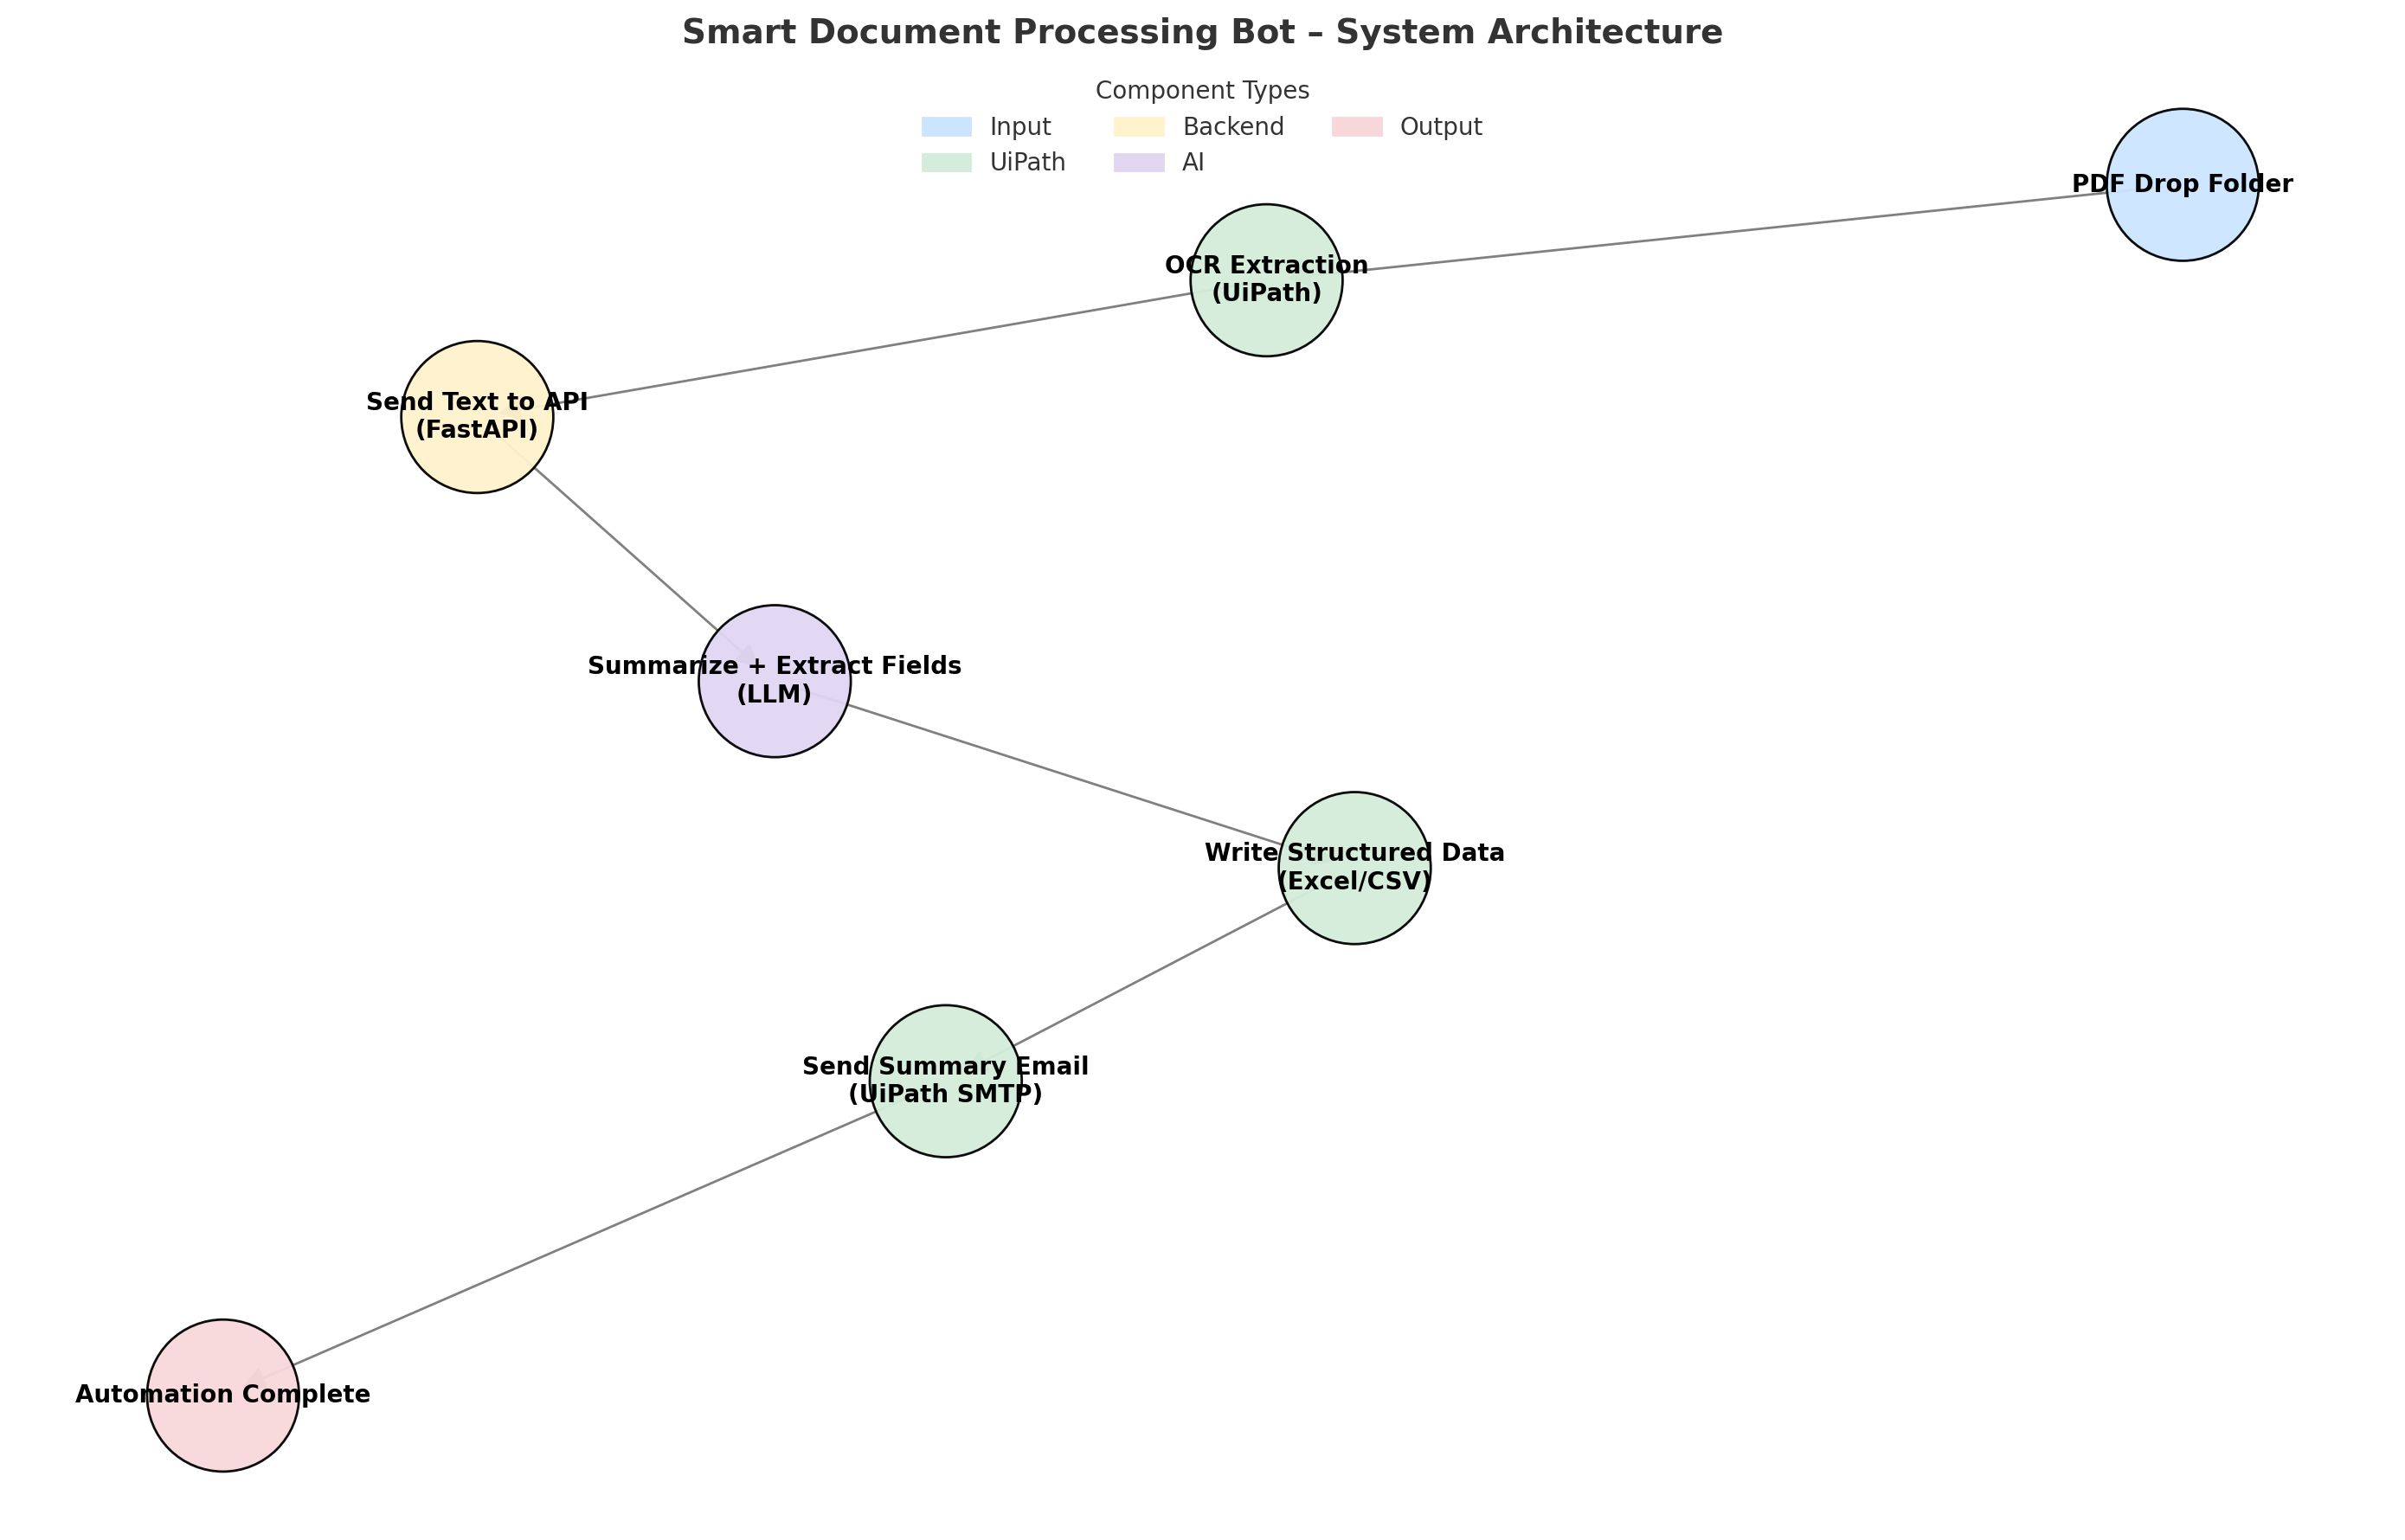 Smart Document Processing Bot – System Architecture
Component Types
Input
Backend
Output
UiPath
AI
PDF Drop Folder
OCR Extraction
(UiPath)
Send Text to API
(FastAPI)
Summarize + Extract Fields
(LLM)
Write Structured Data
(Excel/CSV)
Send Summary Email
(UiPath SMTP)
Automation Complete